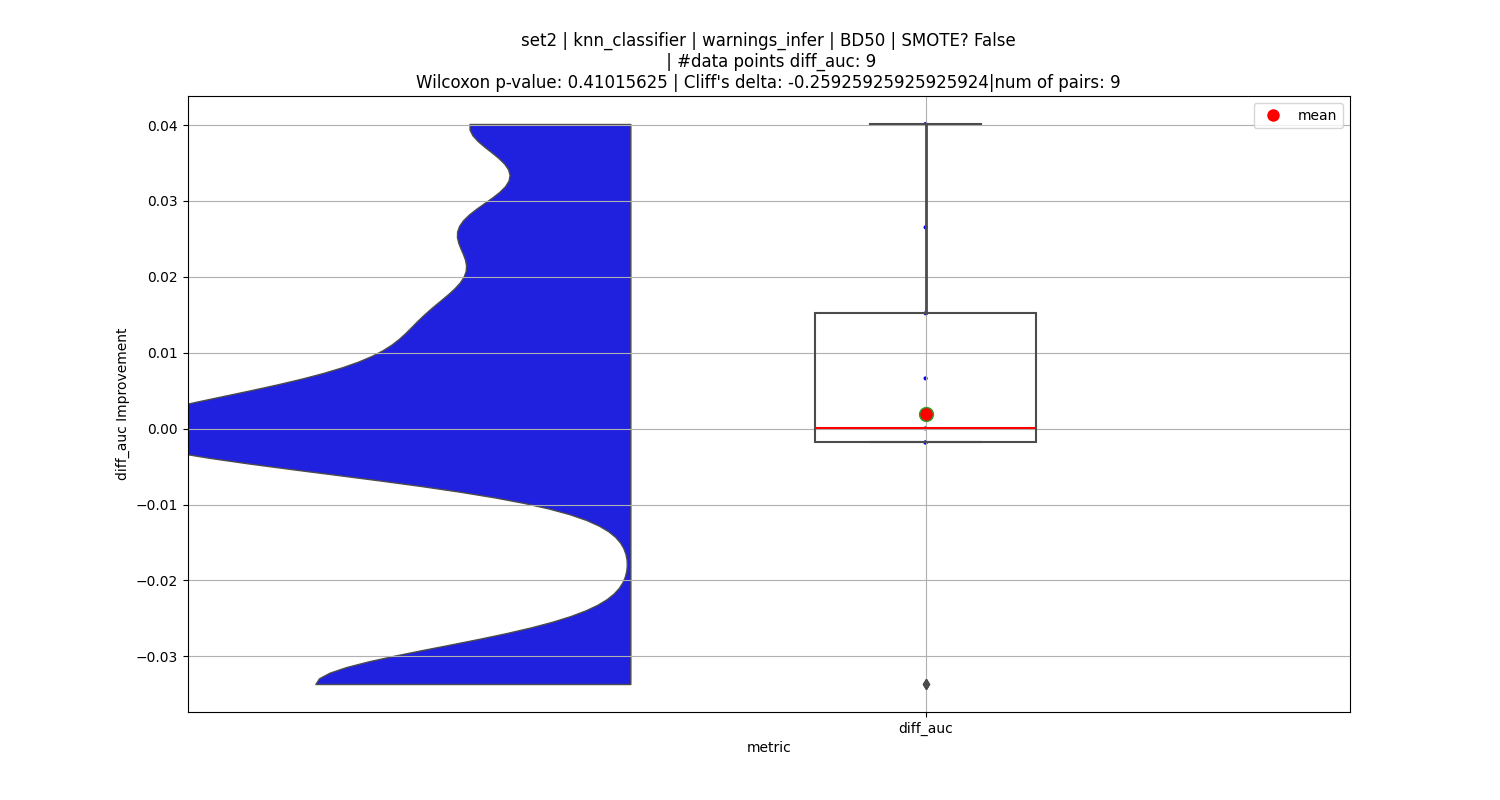 set2 | knn_classifier | warnings_infer | BD50 | SMOTE? False
| #data points diff_auc: 9
Wilcoxon p-value: 0.41015625 | Cliff's delta: -0.25925925925925924|num of pairs: 9
mean
0.04
0.03
0.02
0.01
0.00
−0.01
−0.02
−0.03
diff_auc Improvement
diff_auc
metric